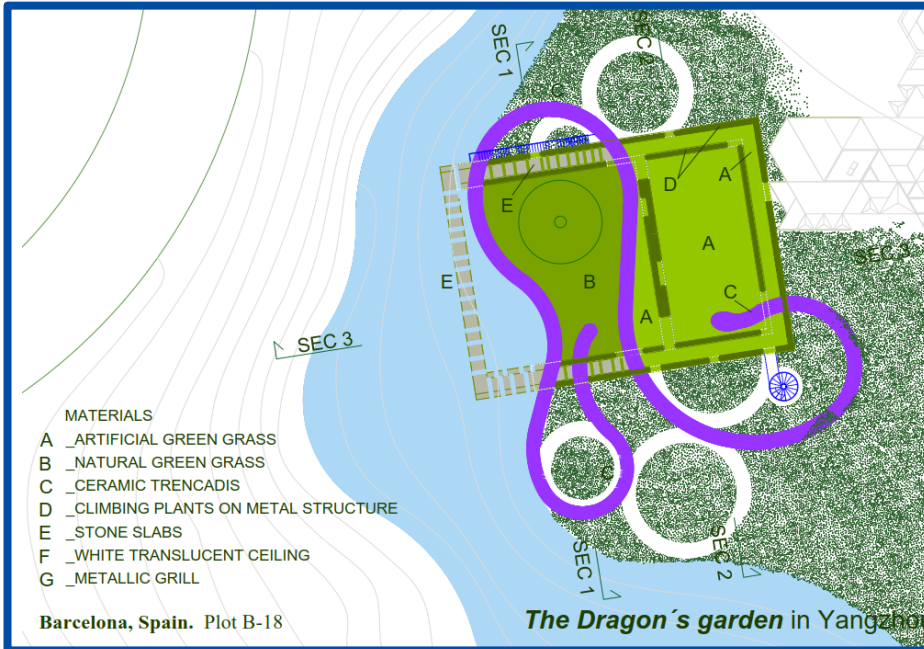 SEC 1
SEC 2
C
D
A
E
A
SEC 3
E
B
C
A
SEC 3
MATERIALS
A _ARTIFICIAL GREEN GRASS
B _NATURAL GREEN GRASS
C _CERAMIC TRENCADIS
D _CLIMBING PLANTS ON METAL STRUCTURE
E _STONE SLABS
F _WHITE TRANSLUCENT CEILING
G _METALLIC GRILL
C
SEC 1
SEC 2
Barcelona, Spain. Plot B-18
The Dragon´s garden in Yangzhou